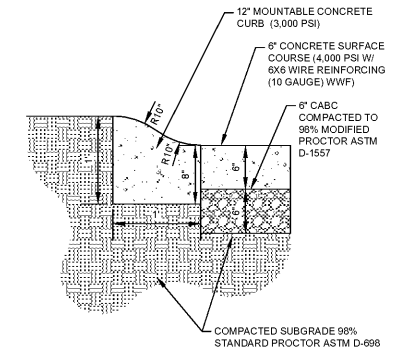 12" MOUNTABLE CONCRETE
CURB (3,000 PSI)
6" CONCRETE SURFACE
COURSE (4,000 PSI W/
6X6 WIRE REINFORCING
(10 GAUGE) WWF)
6" CABC
COMPACTED TO
98% MODIFIED
PROCTOR ASTM
D-1557
R10"
R10"
1'
8"
6"
6"
1'
COMPACTED SUBGRADE 98%
STANDARD PROCTOR ASTM D-698